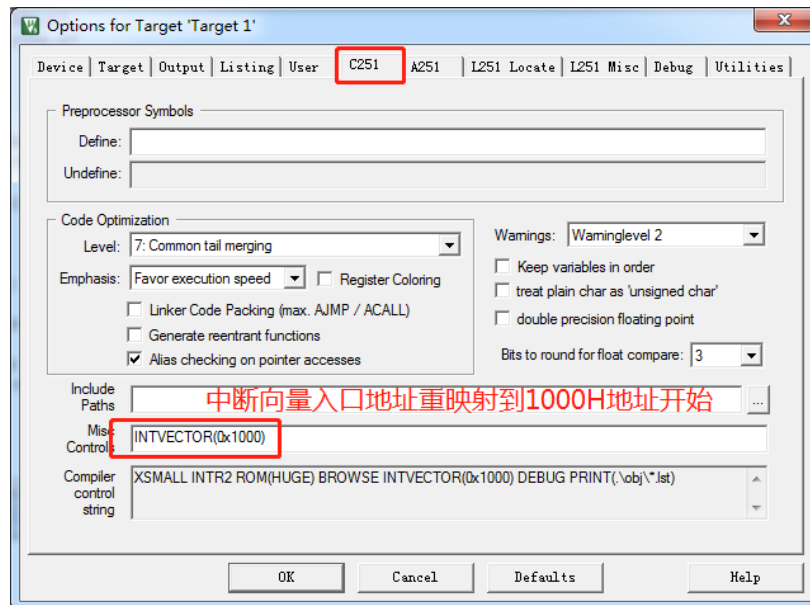 Options for Target 'Target 1'
Device Target Output Listing User C251 A251 L251 Locate L251 Misc Debug Utilities
Preprocessor Symbols
Define:
Undefine:
Code Optimization
Level: 7: Common tail merging
Emphasis: Favor execution speed Register Coloring
Linker Code Packing (max. AJMP / ACALL)
Generate reentrant functions
Alias checking on pointer accesses
Warnings: Warninglevel 2
Keep variables in order
treat plain char as 'unsigned char'
double precision floating point
Bits to round for float compare: 3
Include Paths 中断向量入口地址重映射到1000H地址开始 ...
Misc Controls INTVECTOR(0x1000)
Compiler control string XSMALL INTR2 ROM(HUGE) BROWSE INTVECTOR(0x1000) DEBUG PRINT(.\obj\*.lst)
OK Cancel Defaults Help